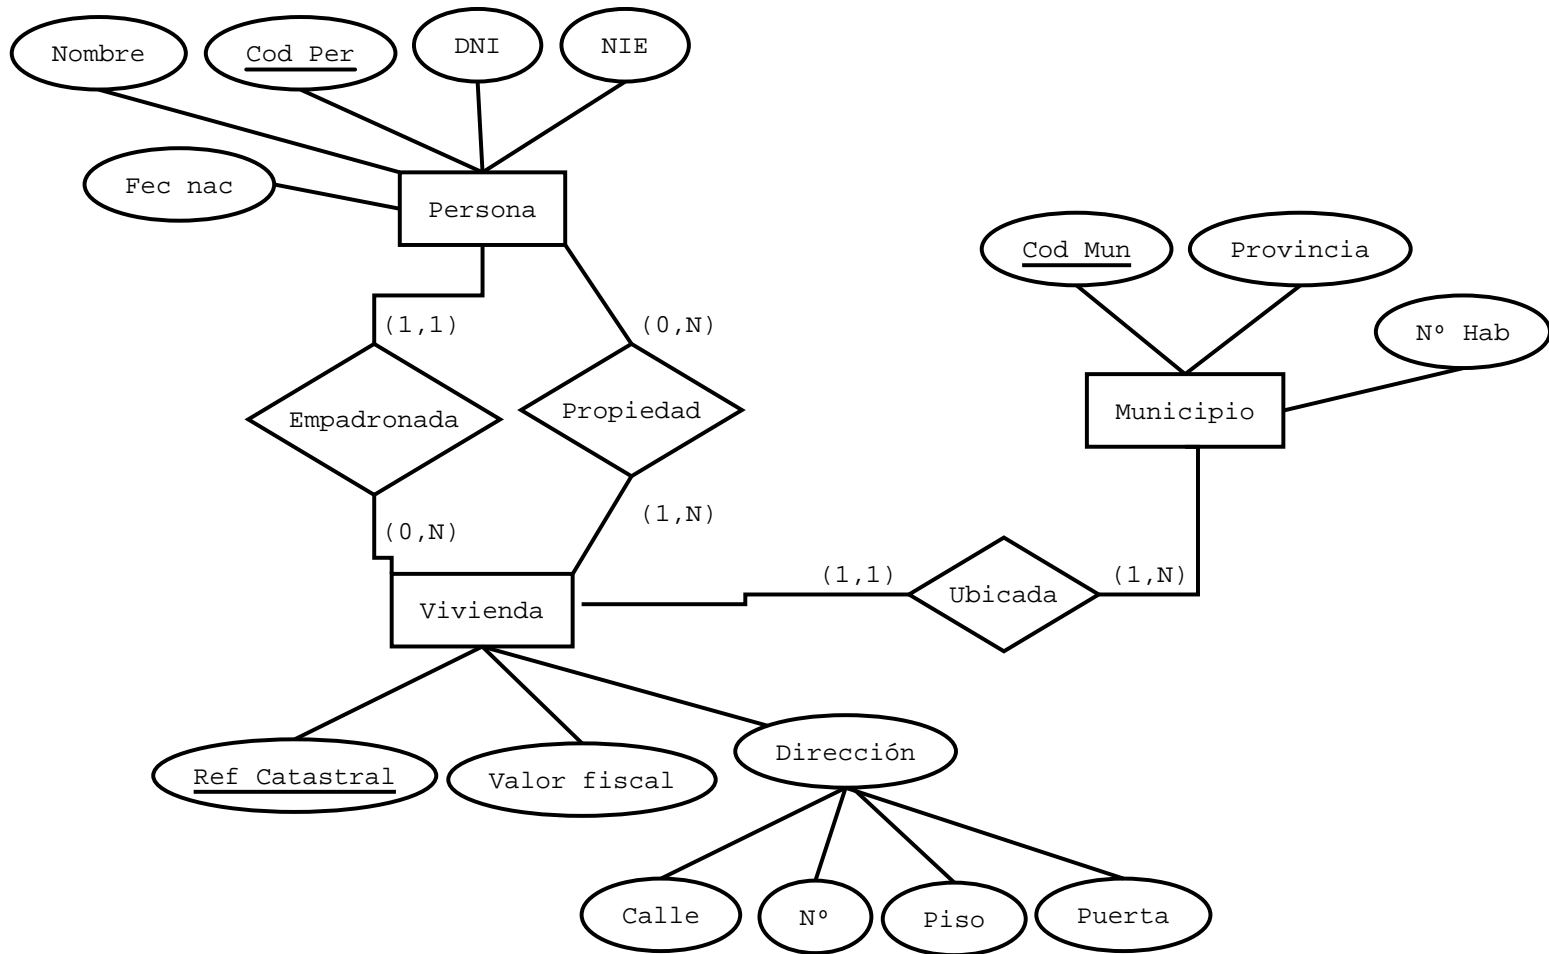 Nombre
Cod Per
DNI
NIE
Fec nac
Persona
Cod Mun
Provincia
Nº Hab
(1,1)
(0,N)
Empadronada
Propiedad
Municipio
(0,N)
(1,N)
(1,1)
(1,N)
Ubicada
Vivienda
Ref Catastral
Valor fiscal
Dirección
Calle
Nº
Piso
Puerta